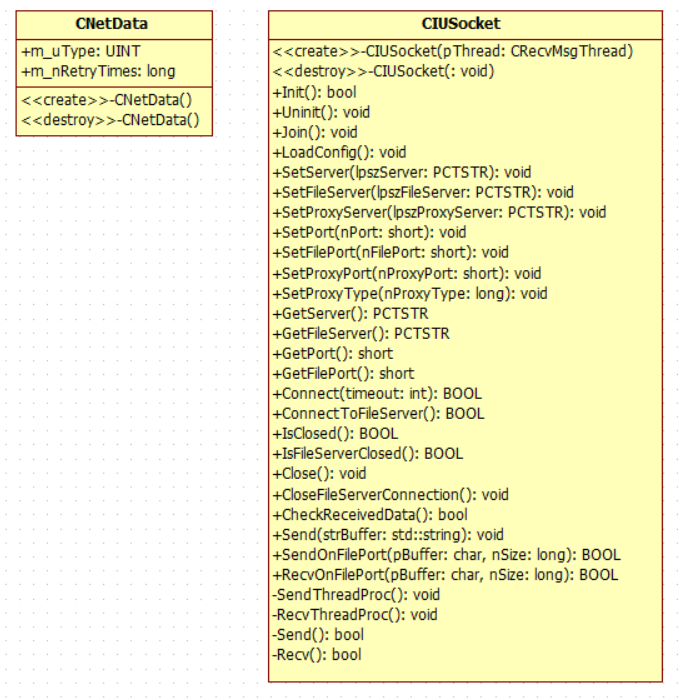 CNetData
+m_uType: UINT
+m_nRetryTimes: long
<<create>>-CNetData()
<<destroy>>-CNetData()
CIUSocket
<<create>>-CIUSocket(pThread: CRecvMsgThread)
<<destroy>>-CIUSocket(: void)
+Init(): bool
+Uninit(): void
+Join(): void
+LoadConfig(): void
+SetServer(lpszServer: PCTSTR): void
+SetFileServer(lpszFileServer: PCTSTR): void
+SetProxyServer(lpszProxyServer: PCTSTR): void
+SetPort(nPort: short): void
+SetFilePort(nFilePort: short): void
+SetProxyPort(nProxyPort: short): void
+SetProxyType(nProxyType: long): void
+GetServer(): PCTSTR
+GetFileServer(): PCTSTR
+GetPort(): short
+GetFilePort(): short
+Connect(timeout: int): BOOL
+ConnectToFileServer(): BOOL
+IsClosed(): BOOL
+IsFileServerClosed(): BOOL
+Close(): void
+CloseFileServerConnection(): void
+CheckReceivedData(): bool
+Send(strBuffer: std::string): void
+SendOnFilePort(pBuffer: char, nSize: long): BOOL
+RecvOnFilePort(pBuffer: char, nSize: long): BOOL
-SendThreadProc(): void
-RecvThreadProc(): void
-Send(): bool
-Recv(): bool